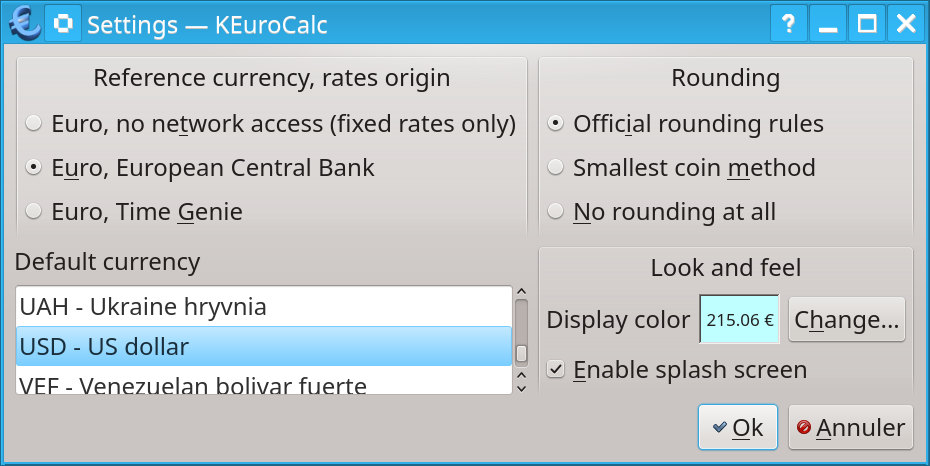 Settings — KEuroCalc
Reference currency, rates origin
Euro, no network access (fixed rates only)
Euro, European Central Bank
Euro, Time Genie
Default currency
UAH - Ukraine hryvnia
USD - US dollar
VEF - Venezuelan bolivar fuerte
Rounding
Official rounding rules
Smallest coin method
No rounding at all
Look and feel
Display color 215.06 € Change...
Enable splash screen
Ok Annuler